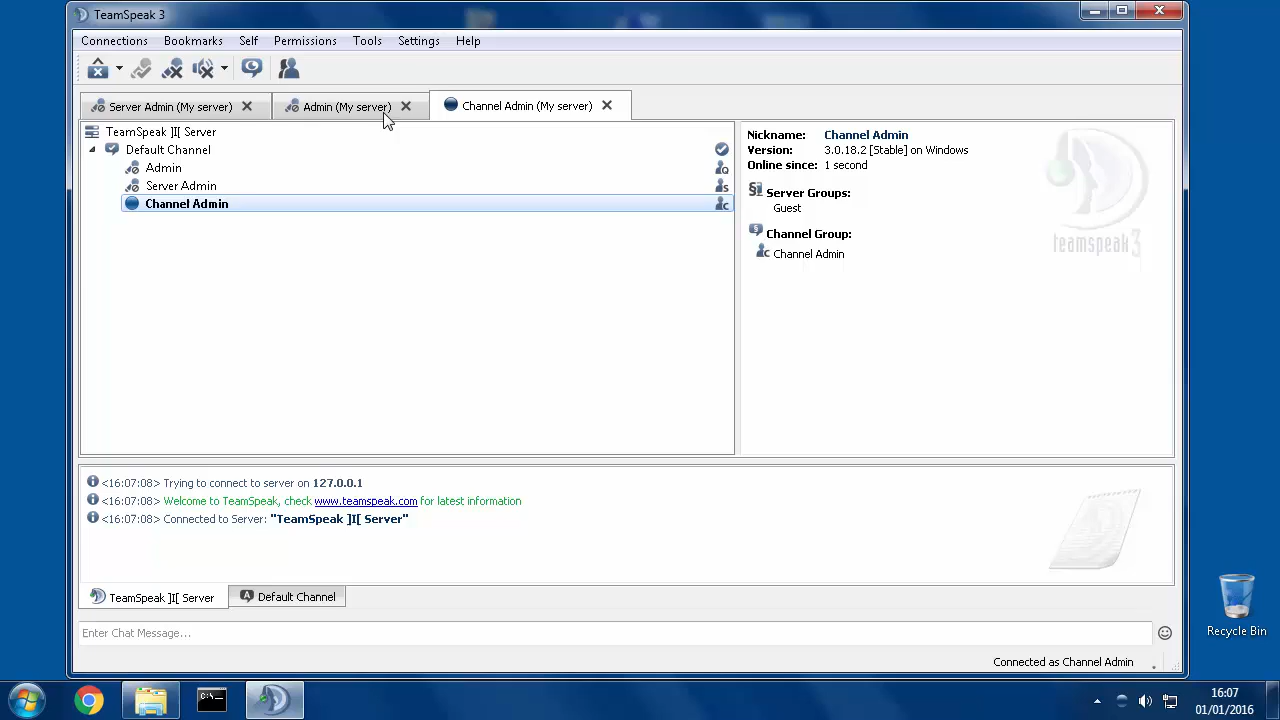 TeamSpeak 3
Connections Bookmarks Self Permissions Tools Settings Help
Server Admin (My server) Admin (My server) Channel Admin (My server)
TeamSpeak ]I[ Server
Default Channel
Admin
Server Admin
Channel Admin
Nickname: Channel Admin
Version: 3.0.18.2 [Stable] on Windows
Online since: 1 second
Server Groups:
Guest
Channel Group:
Channel Admin
teamspeak3
<16:07:08> Trying to connect to server on 127.0.0.1
<16:07:08> Welcome to TeamSpeak, check www.teamspeak.com for latest information
<16:07:08> Connected to Server: "TeamSpeak ]I[ Server"
TeamSpeak ]I[ Server Default Channel
Enter Chat Message...
Connected as Channel Admin
Recycle Bin
C:\
16:07
01/01/2016